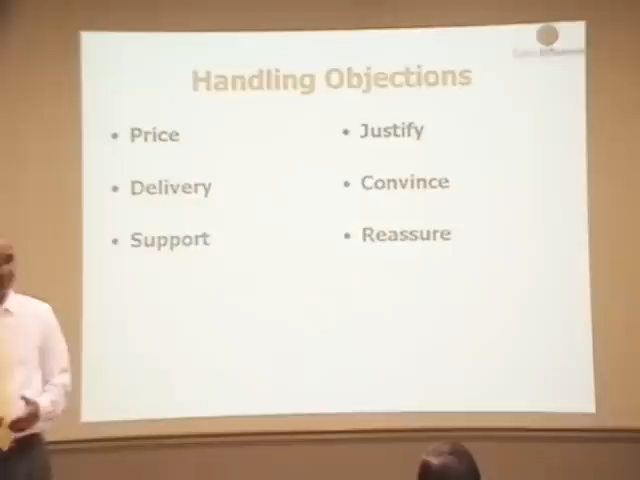 Handling Objections
• Price
• Justify
• Delivery
• Convince
• Support
• Reassure